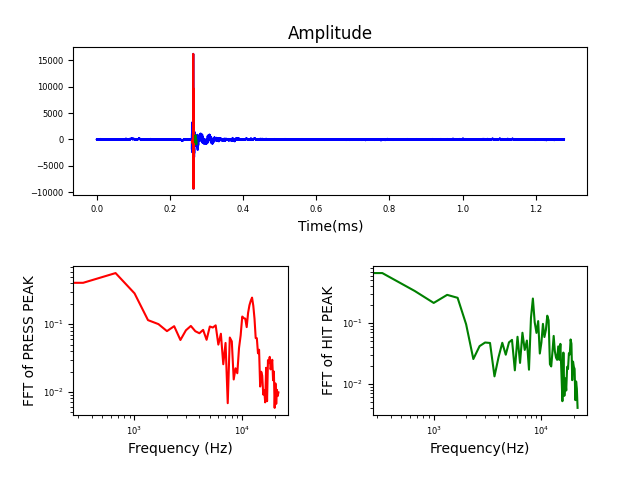 Amplitude
15000
10000
5000
0
−5000
−10000
0.0 0.2 0.4 0.6 0.8 1.0 1.2
Time(ms)
FFT of PRESS PEAK
10⁻¹
10⁻²
10³ 10⁴
Frequency (Hz)
FFT of HIT PEAK
10⁻¹
10⁻²
10³ 10⁴
Frequency(Hz)